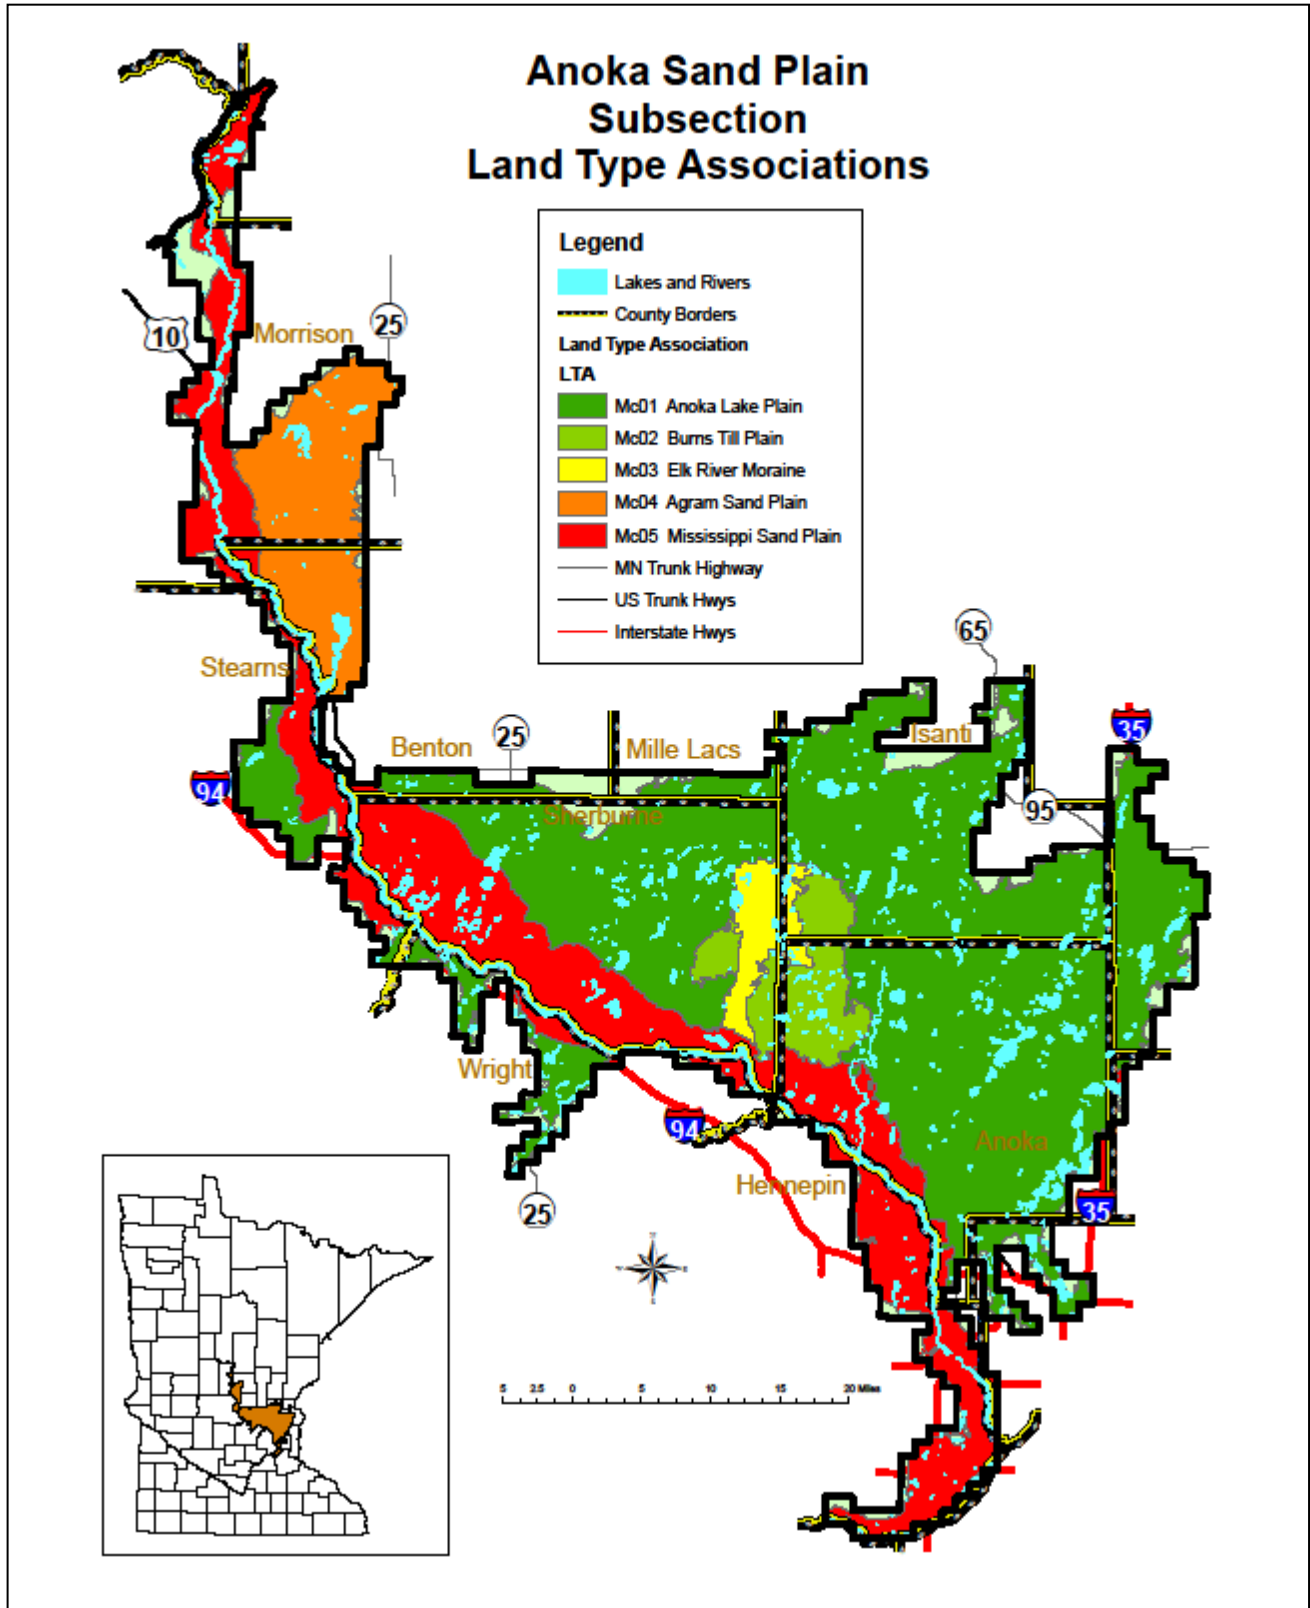 Anoka Sand Plain
Subsection
Land Type Associations
Legend
Lakes and Rivers
County Borders
Land Type Association
LTA
Mc01 Anoka Lake Plain
Mc02 Burns Till Plain
Mc03 Elk River Moraine
Mc04 Agram Sand Plain
Mc05 Mississippi Sand Plain
MN Trunk Highway
US Trunk Hwys
Interstate Hwys
10
Morrison
25
65
Stearns
Benton
25
Mille Lacs
Isanti
35
94
Sherburne
95
Wright
94
Anoka
Hennepin
25
35
5 2.5 0 5 10 15 20 Miles